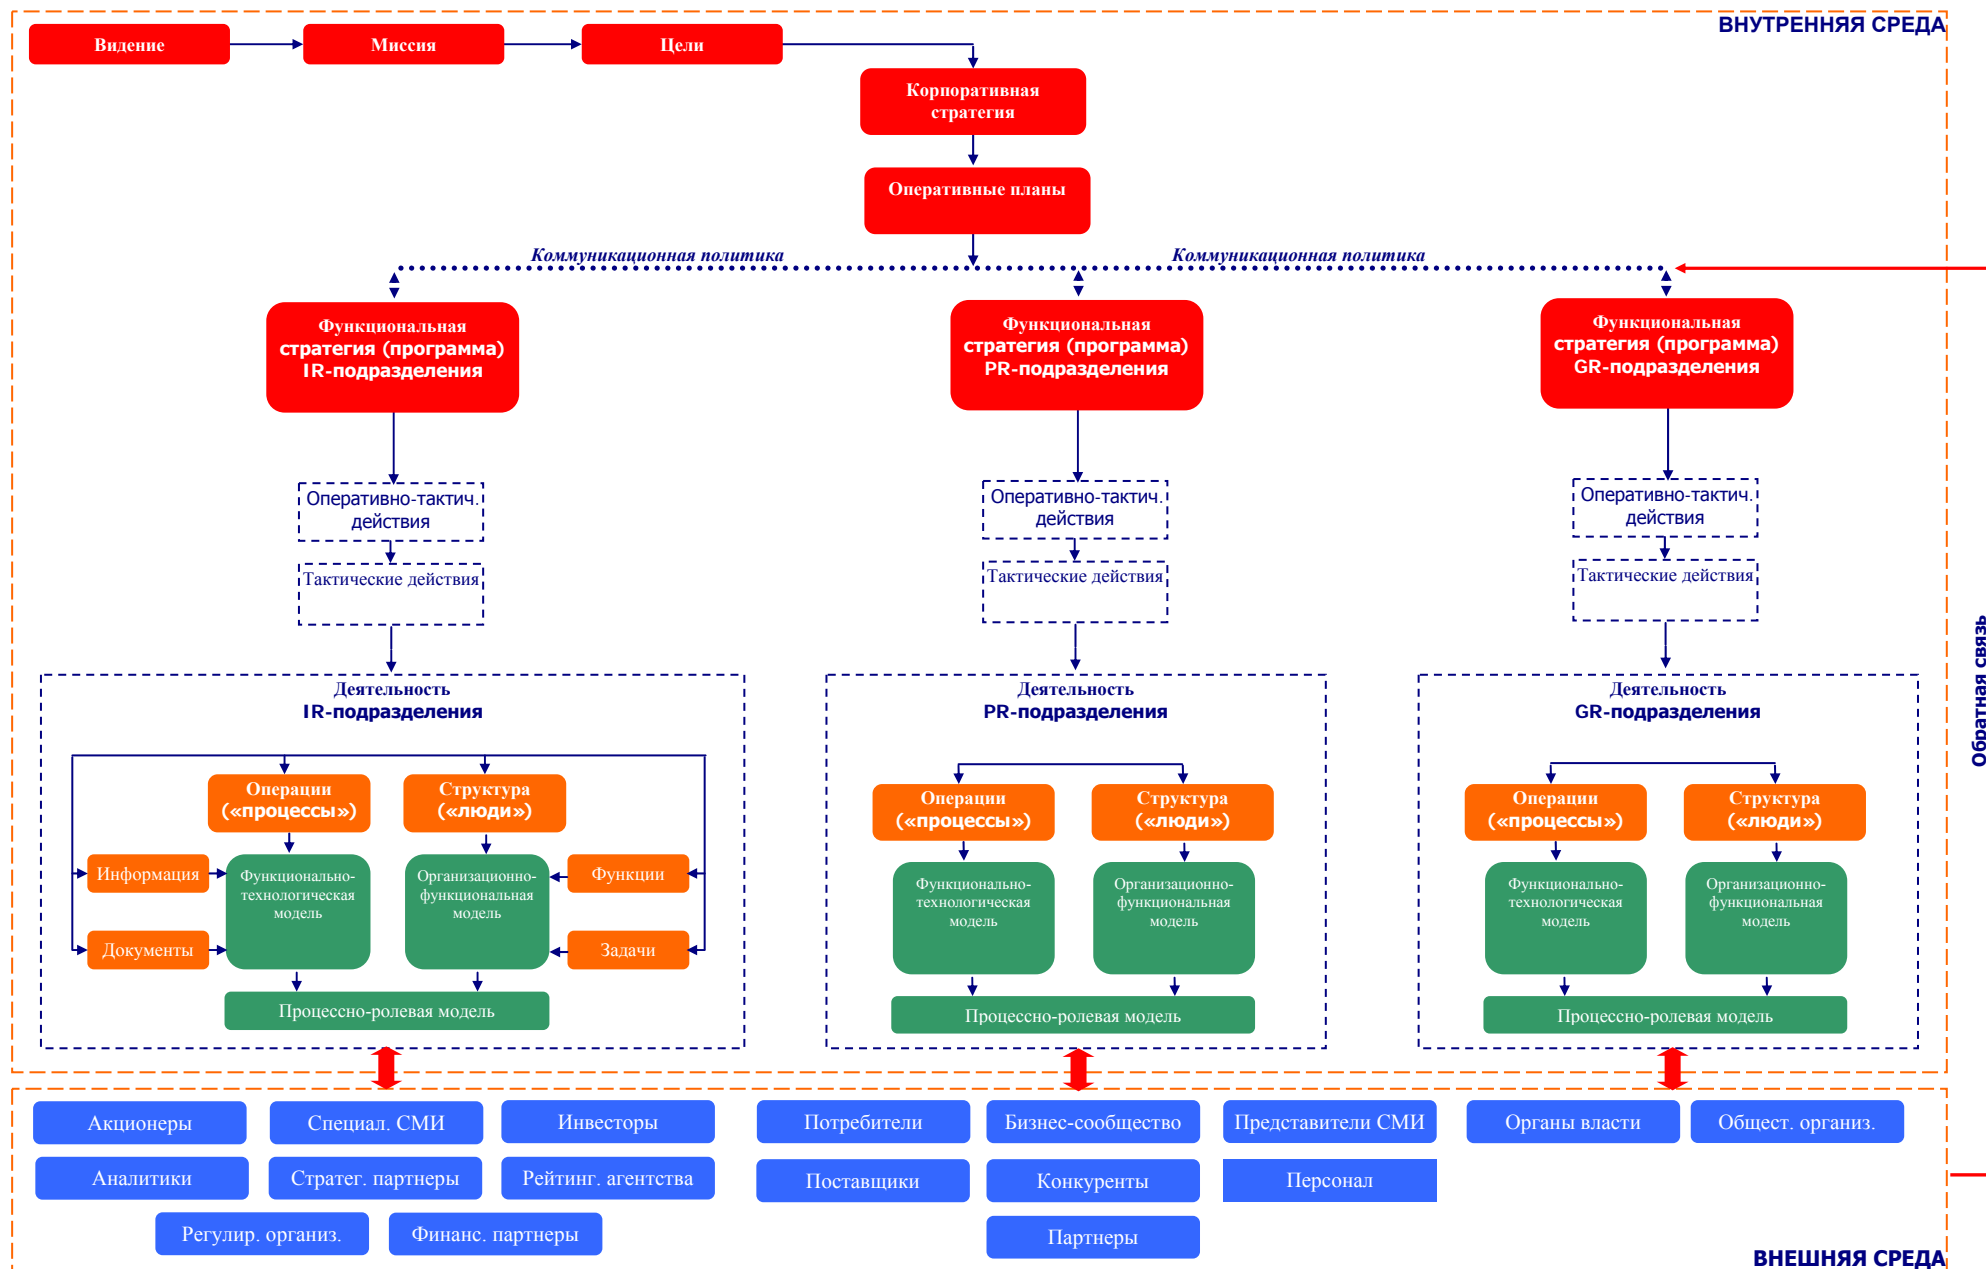 ВНУТРЕННЯЯ СРЕДА
Видение
Миссия
Цели
Корпоративная
стратегия
Оперативные планы
Коммуникационная политика
Коммуникационная политика
Функциональная
стратегия (программа)
IR-подразделения
Функциональная
стратегия (программа)
PR-подразделения
Функциональная
стратегия (программа)
GR-подразделения
Оперативно-тактич.
действия
Оперативно-тактич.
действия
Оперативно-тактич.
действия
Тактические действия
Тактические действия
Тактические действия
Обратная связь
Деятельность
IR-подразделения
Операции
(«процессы»)
Структура
(«люди»)
Информация
Функционально-
технологическая
модель
Организационно-
функциональная
модель
Функции
Документы
Задачи
Процессно-ролевая модель
Деятельность
PR-подразделения
Операции
(«процессы»)
Структура
(«люди»)
Функционально-
технологическая
модель
Организационно-
функциональная
модель
Процессно-ролевая модель
Деятельность
GR-подразделения
Операции
(«процессы»)
Структура
(«люди»)
Функционально-
технологическая
модель
Организационно-
функциональная
модель
Процессно-ролевая модель
Акционеры
Специал. СМИ
Инвесторы
Аналитики
Стратег. партнеры
Рейтинг. агентства
Регулир. организ.
Финанс. партнеры
Потребители
Бизнес-сообщество
Представители СМИ
Поставщики
Конкуренты
Персонал
Партнеры
Органы власти
Общест. организ.
ВНЕШНЯЯ СРЕДА